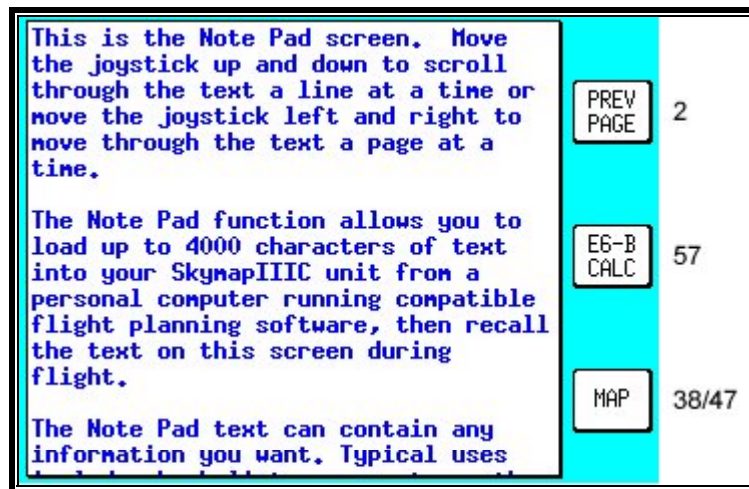 This is the Note Pad screen. Move
the joystick up and down to scroll
through the text a line at a time or
move the joystick left and right to
move through the text a page at a
time.
The Note Pad function allows you to
load up to 4000 characters of text
into your SkymapIIIC unit from a
personal computer running compatible
flight planning software, then recall
the text on this screen during
flight.
The Note Pad text can contain any
information you want. Typical uses
PREV
PAGE
2
E6-B
CALC
57
MAP
38/47